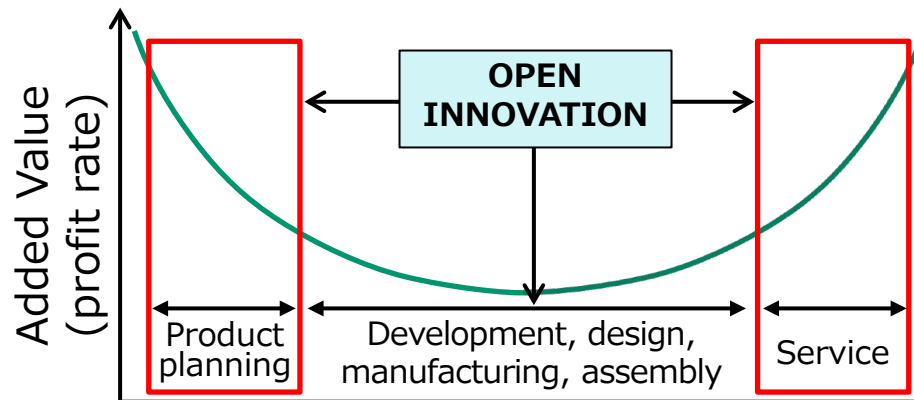 OPEN
INNOVATION
Added Value
(profit rate)
Product
planning
Development, design,
manufacturing, assembly
Service